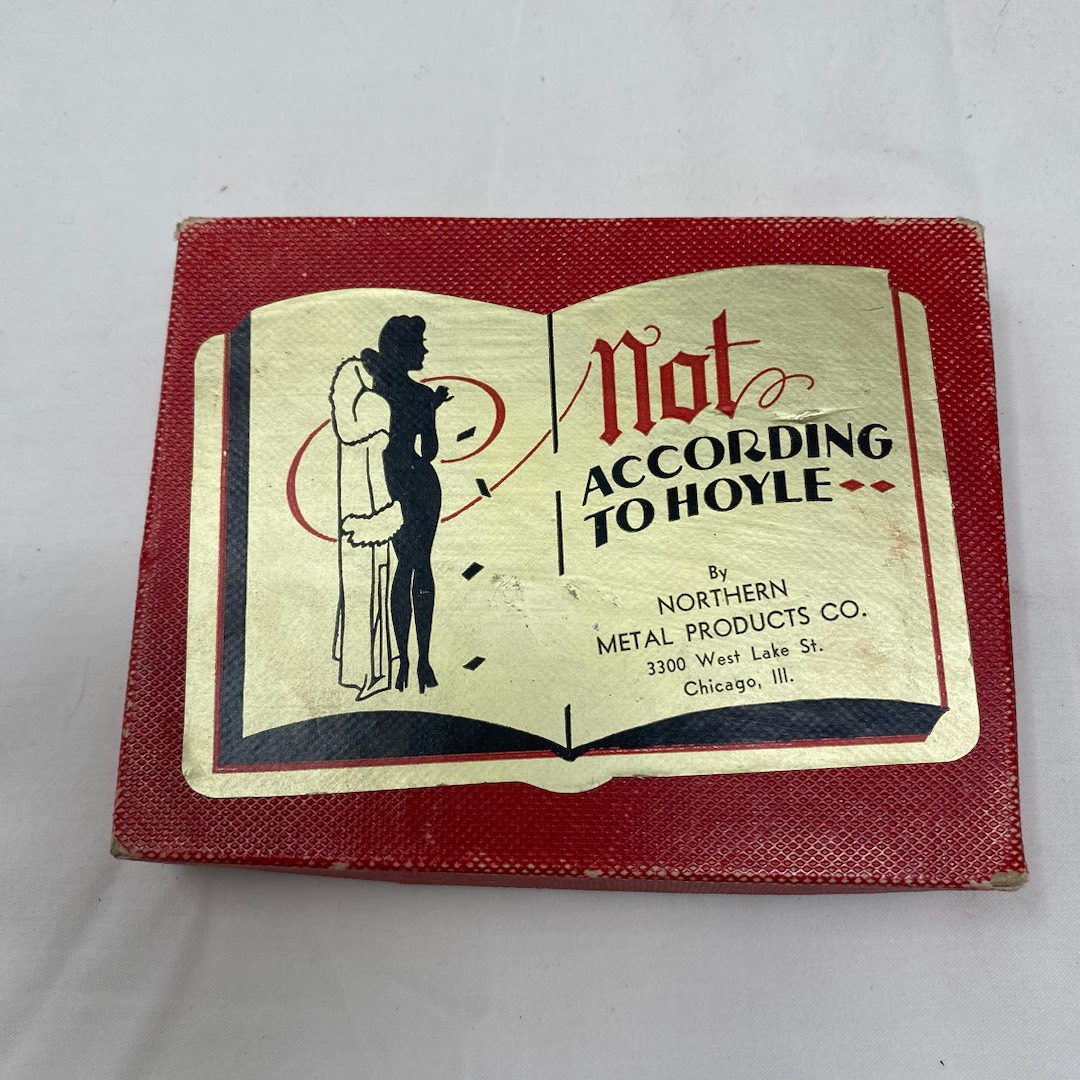 Not
ACCORDING
TO HOYLE
By
NORTHERN
METAL PRODUCTS CO.
3300 West Lake St.
Chicago, Ill.